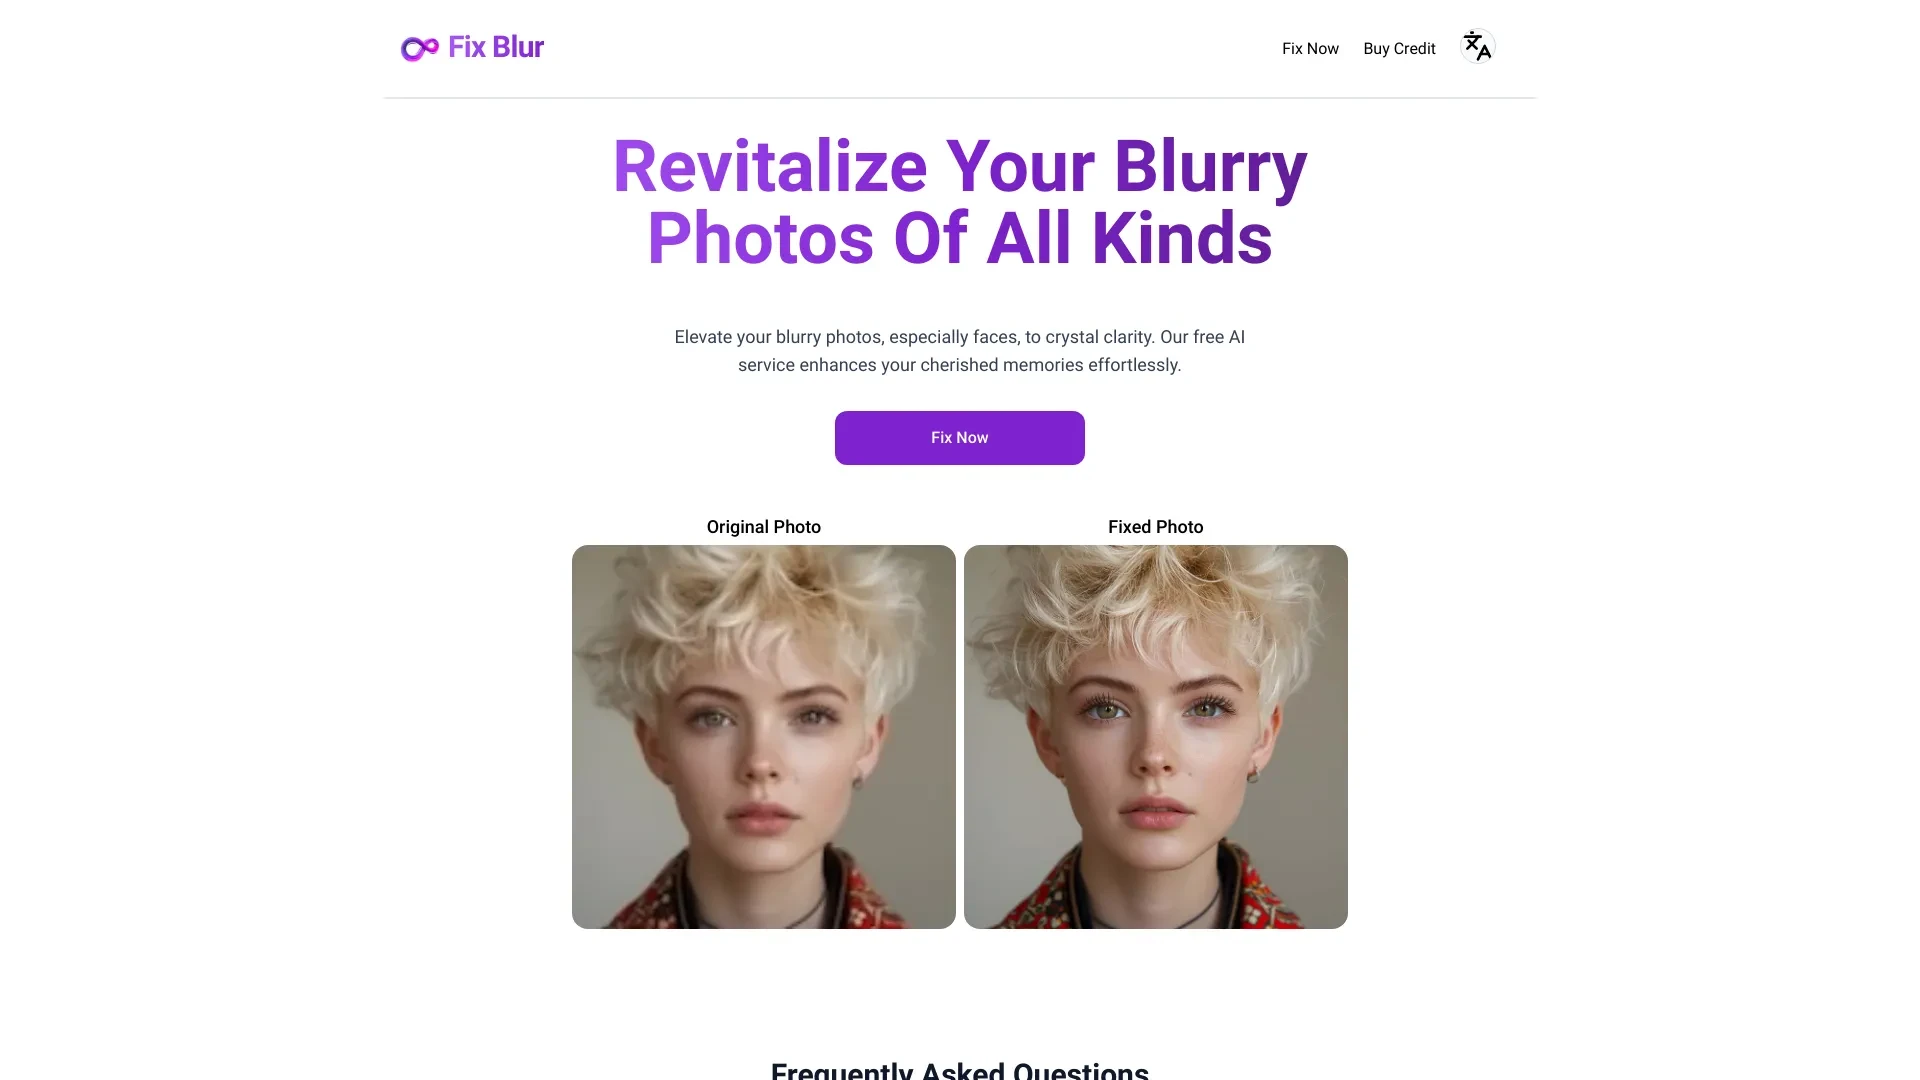 Fix Blur
Fix Now
Buy Credit
文A
Revitalize Your Blurry
Photos Of All Kinds
Elevate your blurry photos, especially faces, to crystal clarity. Our free AI
service enhances your cherished memories effortlessly.
Fix Now
Original Photo
Fixed Photo
Frequently Asked Questions